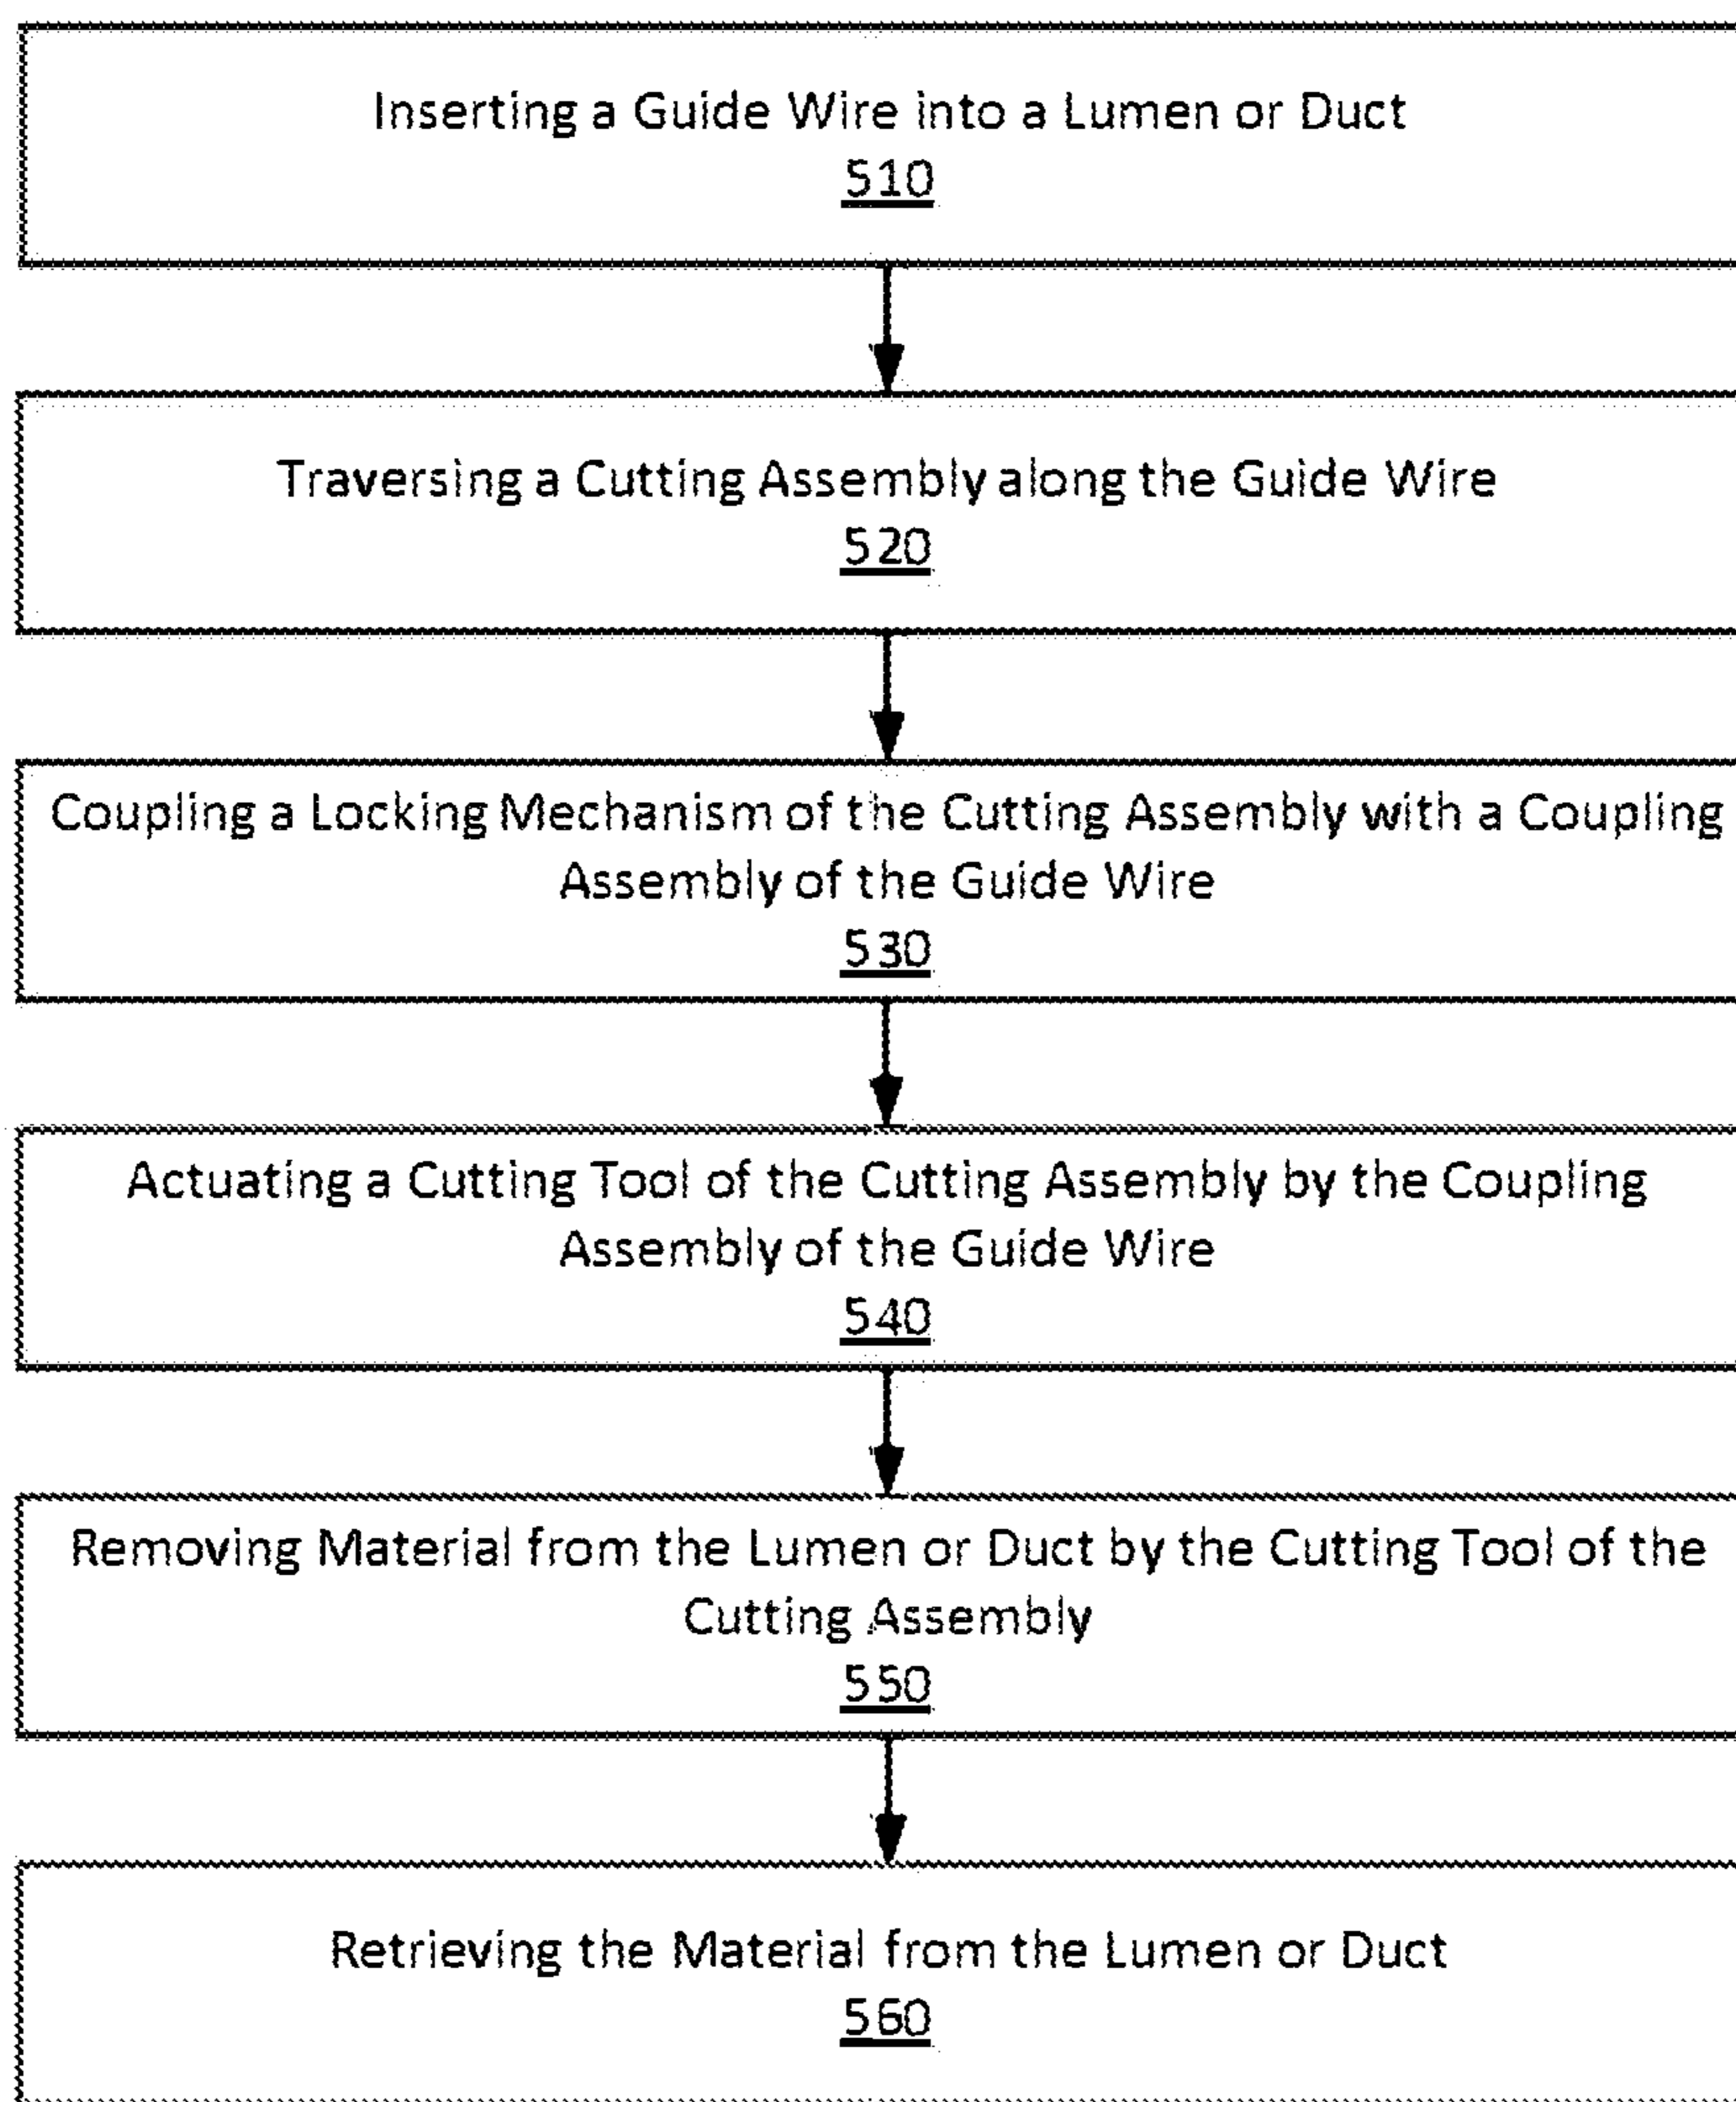 Inserting a Guide Wire into a Lumen or Duct
510
Traversing a Cutting Assembly along the Guide Wire
520
Coupling a Locking Mechanism of the Cutting Assembly with a Coupling
Assembly of the Guide Wire
530
Actuating a Cutting Tool of the Cutting Assembly by the Coupling
Assembly of the Guide Wire
540
Removing Material from the Lumen or Duct by the Cutting Tool of the
Cutting Assembly
550
Retrieving the Material from the Lumen or Duct
560